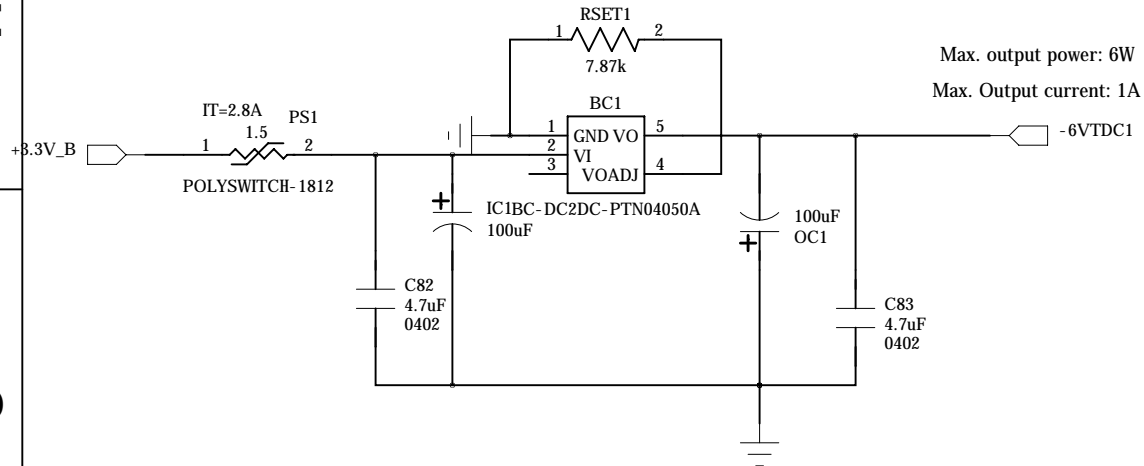 RSET1
1 2
7.87k
Max. output power: 6W
Max. Output current: 1A
BC1
IT=2.8A
PS1
1.5
1 2
+3.3V_B
POLYSWITCH-1812
1 GND VO 5
2 VI
3 VOADJ 4
-6VTDC1
+
IC1BC-DC2DC-PTN04050A
100uF
100uF
OC1
+
C82
4.7uF
0402
C83
4.7uF
0402